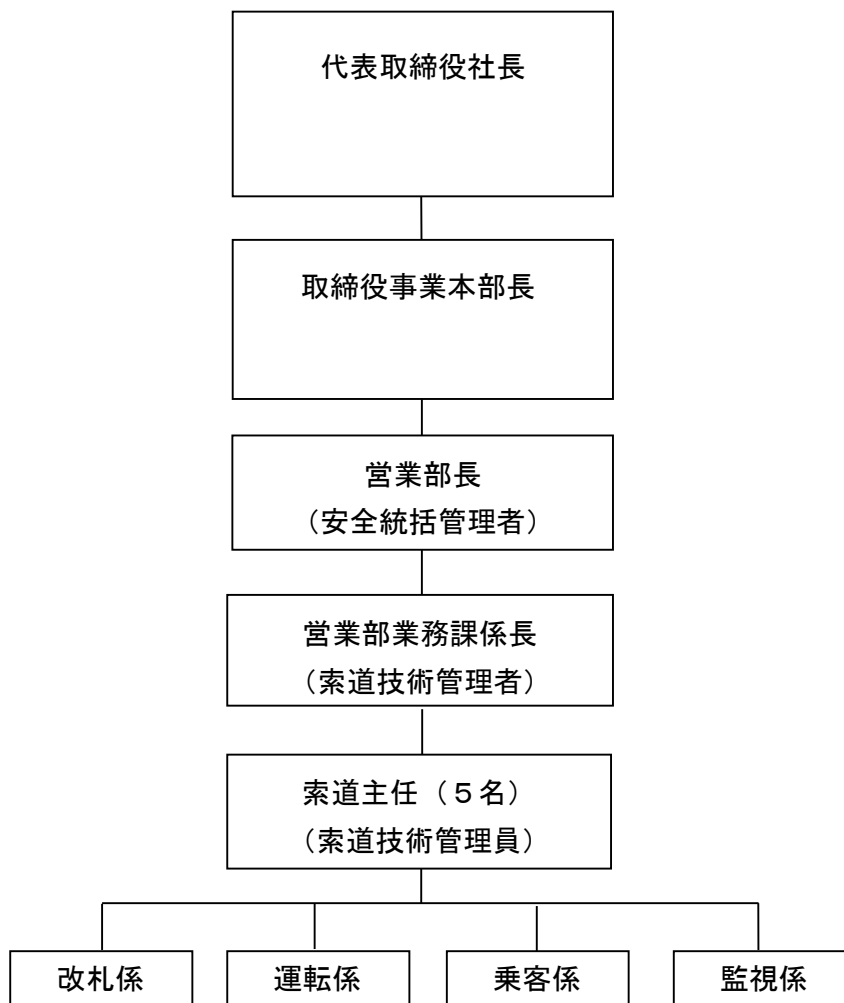 代表取締役社長
取締役事業本部長
営業部長
（安全統括管理者）
営業部業務課係長
（索道技術管理者）
索道主任（５名）
（索道技術管理員）
改札係
運転係
乗客係
監視係